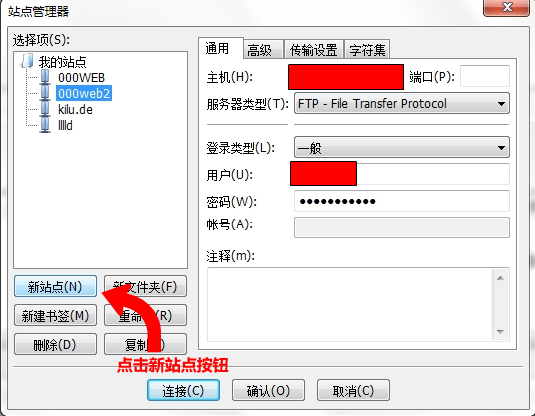 站点管理器
选择项(S):
我的站点
000WEB
000web2
kilu.de
lllld
新站点(N)
新文件夹(F)
新建书签(M)
重命 (R)
删除(D)
复制
点击新站点按钮
通用 高级 传输设置 字符集
主机(H): 端口(P):
服务器类型(T): FTP - File Transfer Protocol
登录类型(L): 一般
用户(U):
密码(W): ●●●●●●●●●●●
帐号(A):
注释(m):
连接(C) 确认(O) 取消(C)